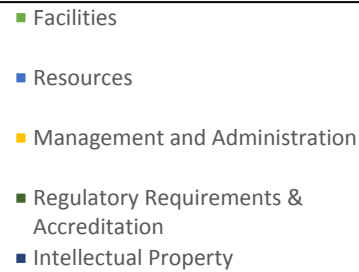 Facilities
Resources
Management and Administration
Regulatory Requirements &
Accreditation
Intellectual Property